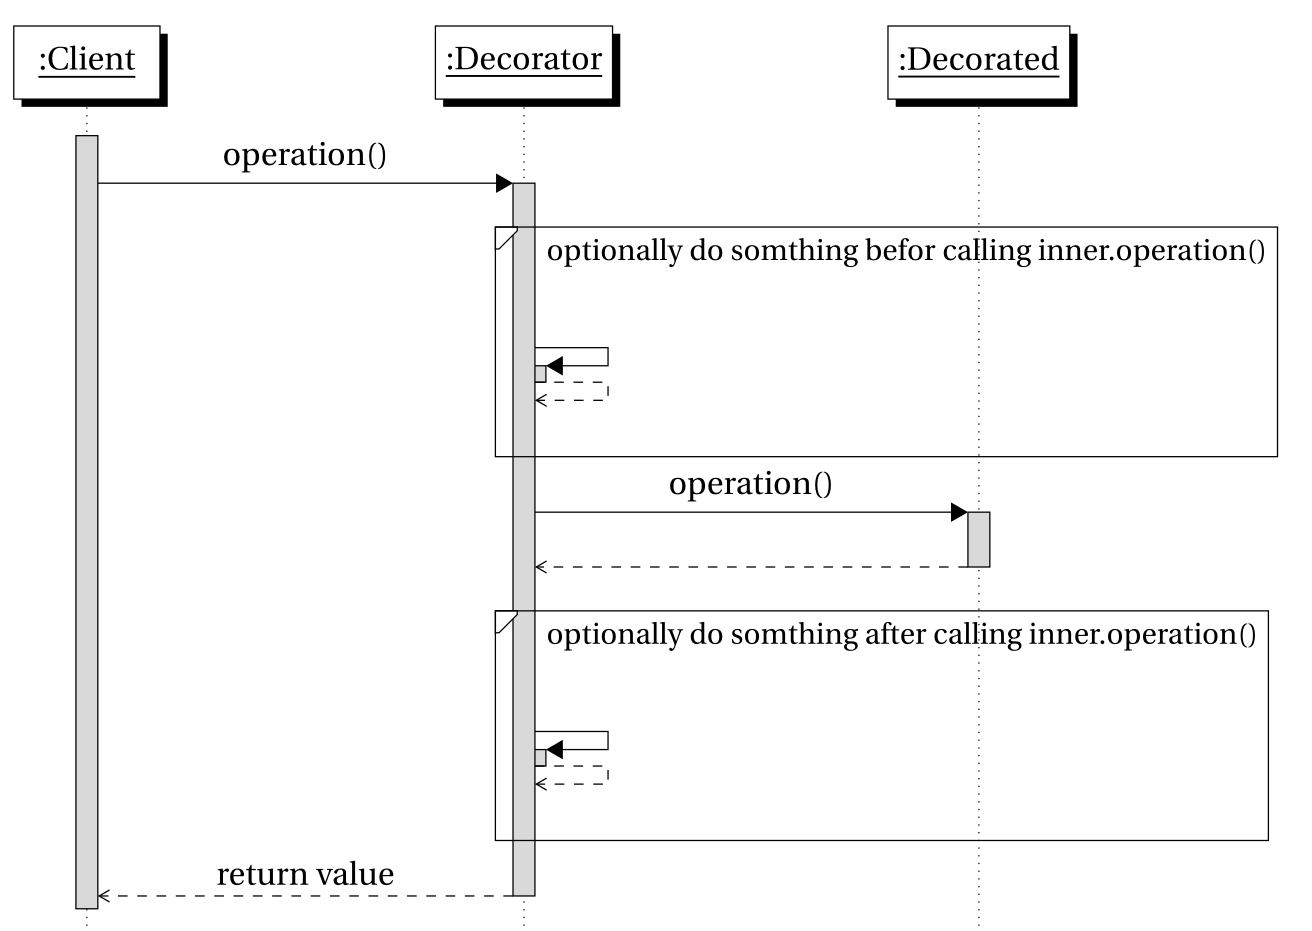 :Client
:Decorator
:Decorated
operation()
optionally do somthing befor calling inner.operation()
operation()
optionally do somthing after calling inner.operation()
return value